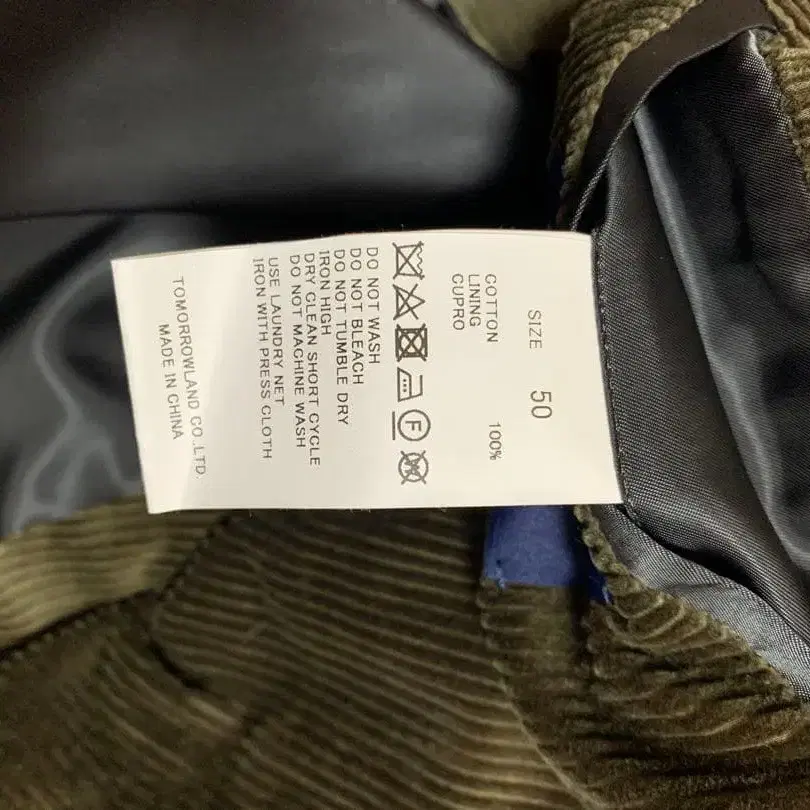 SIZE 50
COTTON 100%
LINING
CUPRO
F
W
DO NOT WASH
DO NOT BLEACH
DO NOT TUMBLE DRY
IRON HIGH
DRY CLEAN SHORT CYCLE
DO NOT MACHINE WASH
USE LAUNDRY NET
IRON WITH PRESS CLOTH
TOMORROWLAND CO.,LTD.
MADE IN CHINA